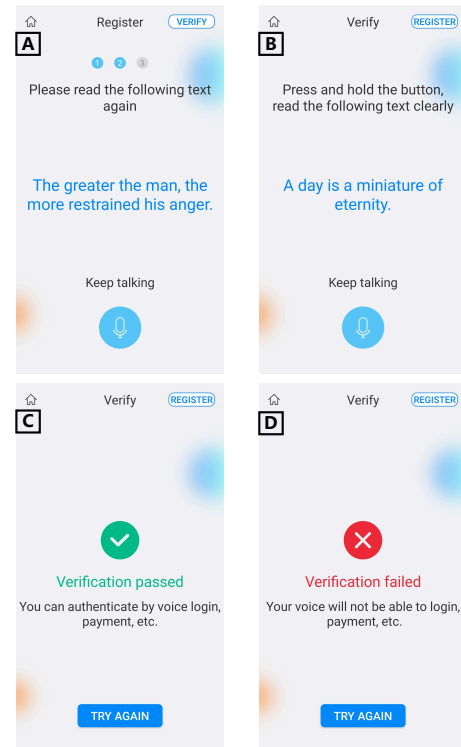 Register
VERIFY
A
1 2 3
Please read the following text
again
The greater the man, the
more restrained his anger.
Keep talking
Verify
REGISTER
B
Press and hold the button,
read the following text clearly
A day is a miniature of
eternity.
Keep talking
Verify
REGISTER
C
Verification passed
You can authenticate by voice login,
payment, etc.
TRY AGAIN
Verify
REGISTER
D
Verification failed
Your voice will not be able to login,
payment, etc.
TRY AGAIN